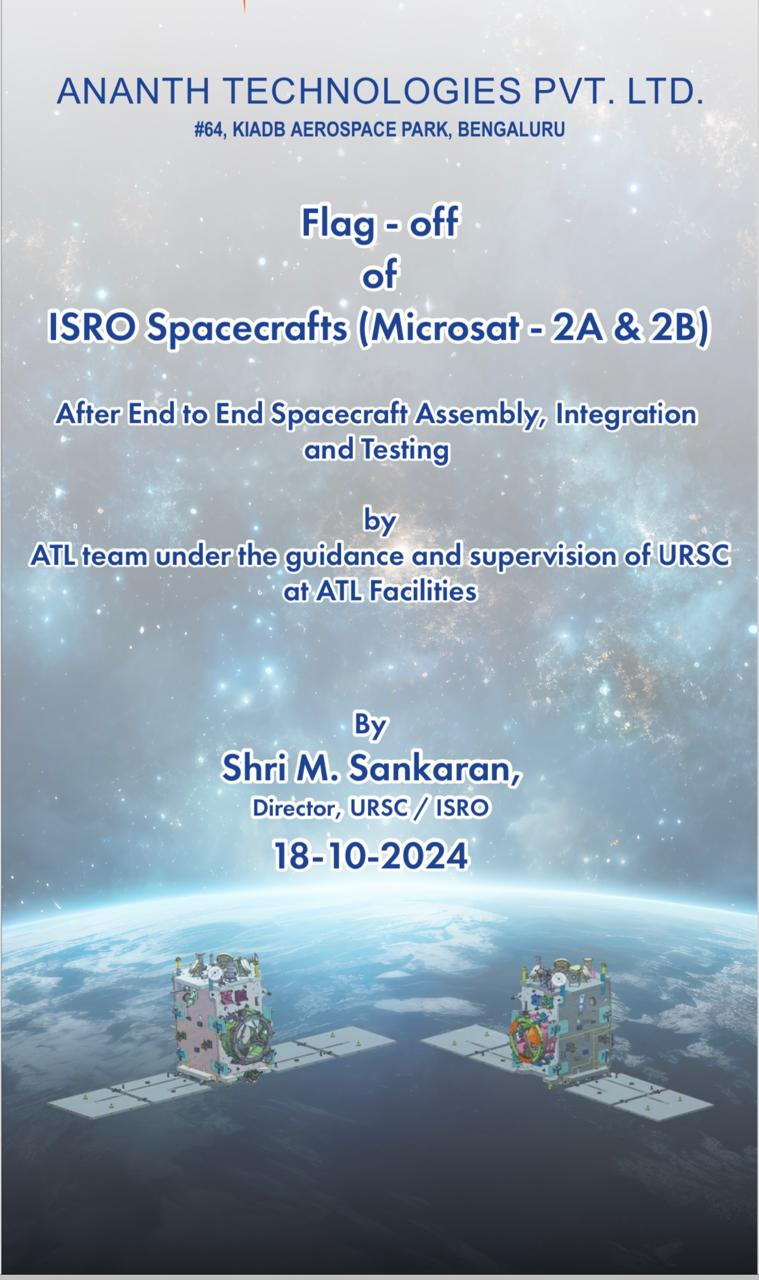 ANANTH TECHNOLOGIES PVT. LTD.
#64, KIADB AEROSPACE PARK, BENGALURU
Flag - off
of
ISRO Spacecrafts (Microsat - 2A & 2B)
After End to End Spacecraft Assembly, Integration
and Testing
by
ATL team under the guidance and supervision of URSC
at ATL Facilities
By
Shri M. Sankaran,
Director, URSC / ISRO
18-10-2024